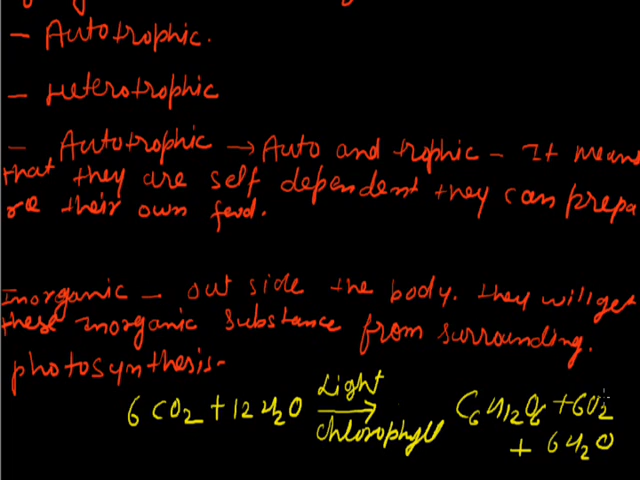 - Autotrophic.
- Heterotrophic
- Autotrophic → Auto and trophic - It means
that they are self dependent they can prepa
re their own food.
Inorganic - out side the body. they will get
these inorganic substance from surrounding.
photosynthesis-
Light
6 CO2 + 12 H2O → C6H12O6 + 6O2
chlorophyll
+ 6H2O